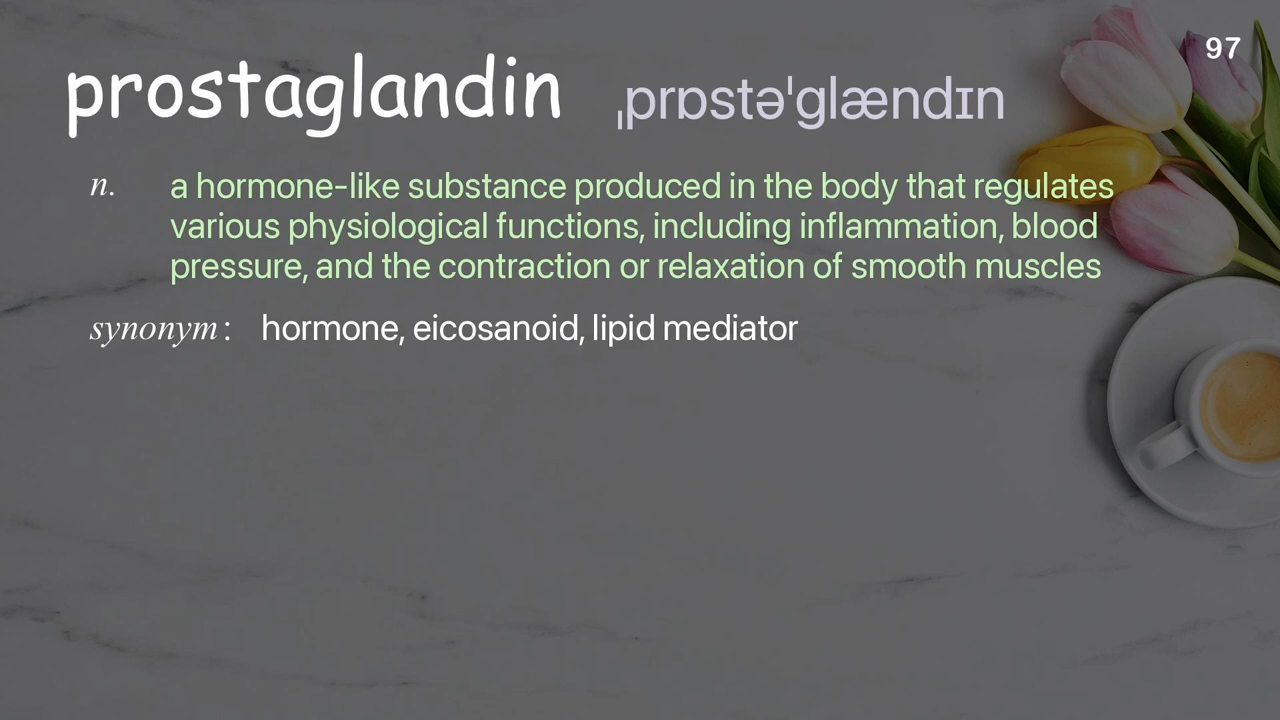 97
prostaglandin ˌprɒstəˈɡlændɪn
n. a hormone-like substance produced in the body that regulates
various physiological functions, including inflammation, blood
pressure, and the contraction or relaxation of smooth muscles
synonym: hormone, eicosanoid, lipid mediator